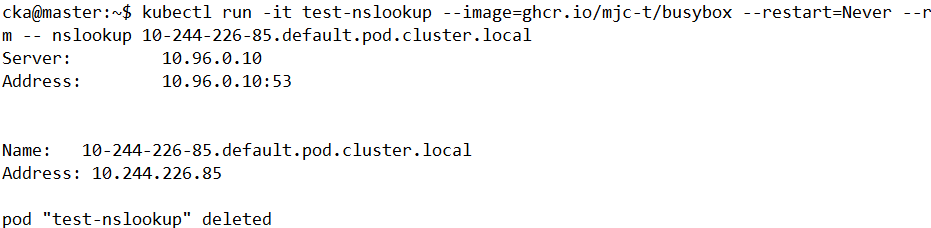 cka@master:~$ kubectl run -it test-nslookup --image=ghcr.io/mjc-t/busybox --restart=Never --r
m -- nslookup 10-244-226-85.default.pod.cluster.local
Server:         10.96.0.10
Address:        10.96.0.10:53

Name:   10-244-226-85.default.pod.cluster.local
Address: 10.244.226.85

pod "test-nslookup" deleted